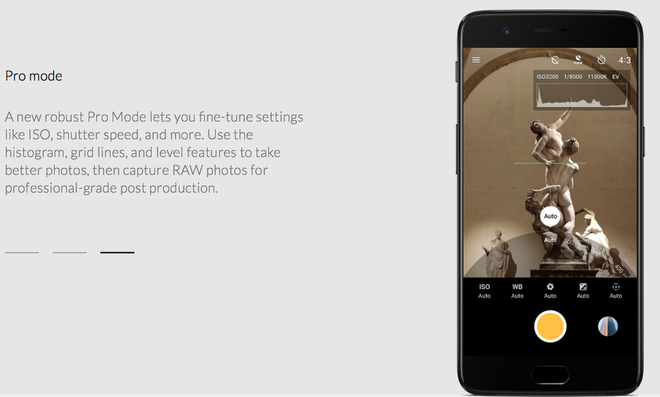 Pro mode
A new robust Pro Mode lets you fine-tune settings
like ISO, shutter speed, and more. Use the
histogram, grid lines, and level features to take
better photos, then capture RAW photos for
professional-grade post production.
4:3
ISO3200 1/8000 11000K EV
Auto
Auto
ISO WB
Auto Auto Auto Auto Auto